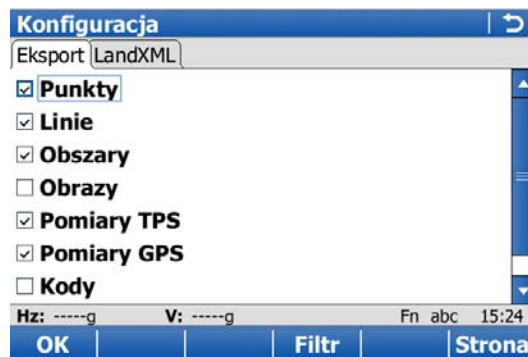 Konfiguracja
Eksport LandXML
Punkty
Linie
Obszary
Obrazy
Pomiary TPS
Pomiary GPS
Kody
Hz: -----g V: -----g Fn abc 15:24
OK Filtr Strona